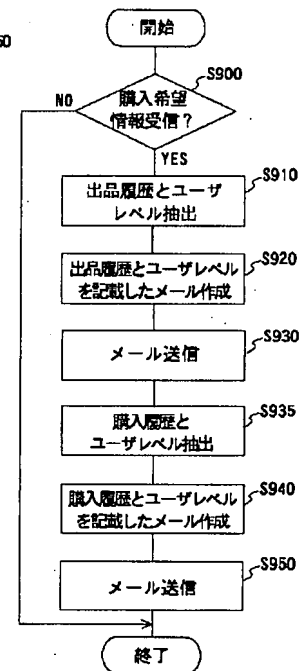 開始
S900
NO
購入希望
情報受信？
YES
S910
出品履歴とユーザ
レベル抽出
S920
出品履歴とユーザレベル
を記載したメール作成
S930
メール送信
S935
購入履歴と
ユーザレベル抽出
S940
購入履歴とユーザレベル
を記載したメール作成
S950
メール送信
終了